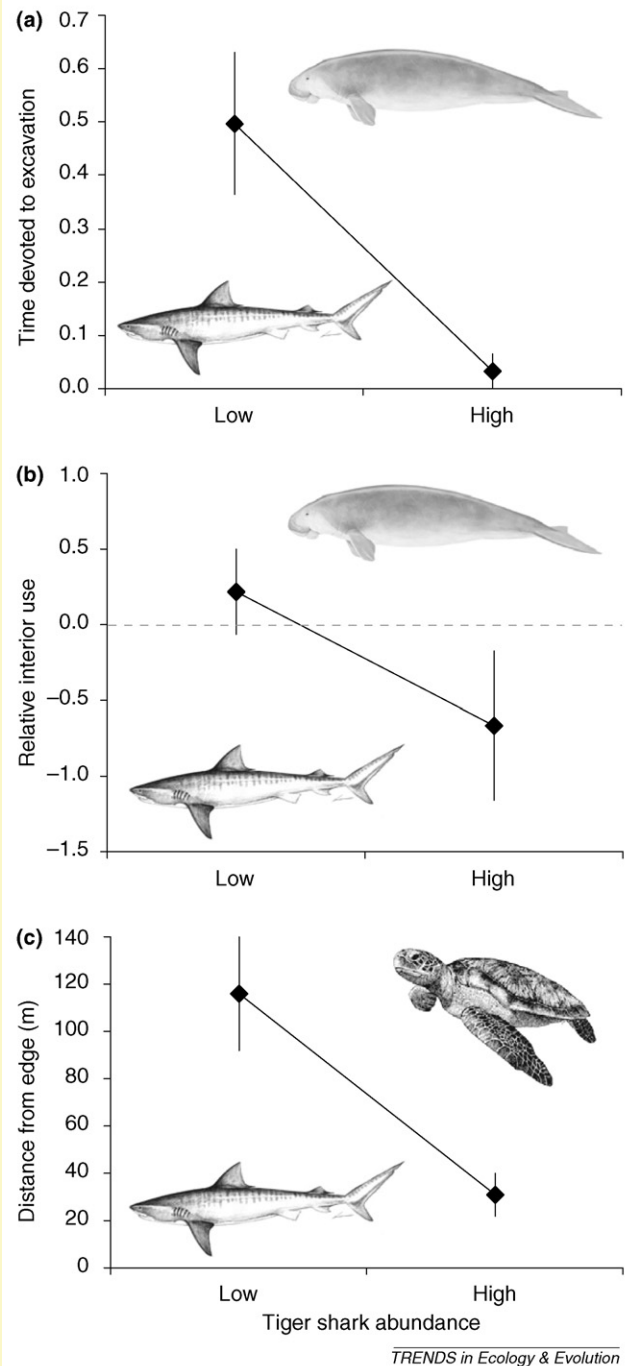 (a)
Time devoted to excavation
0.7
0.6
0.5
0.4
0.3
0.2
0.1
0.0
Low High
(b)
Relative interior use
1.0
0.5
0.0
−0.5
−1.0
−1.5
Low High
(c)
Distance from edge (m)
140
120
100
80
60
40
20
0
Low High
Tiger shark abundance
TRENDS in Ecology & Evolution